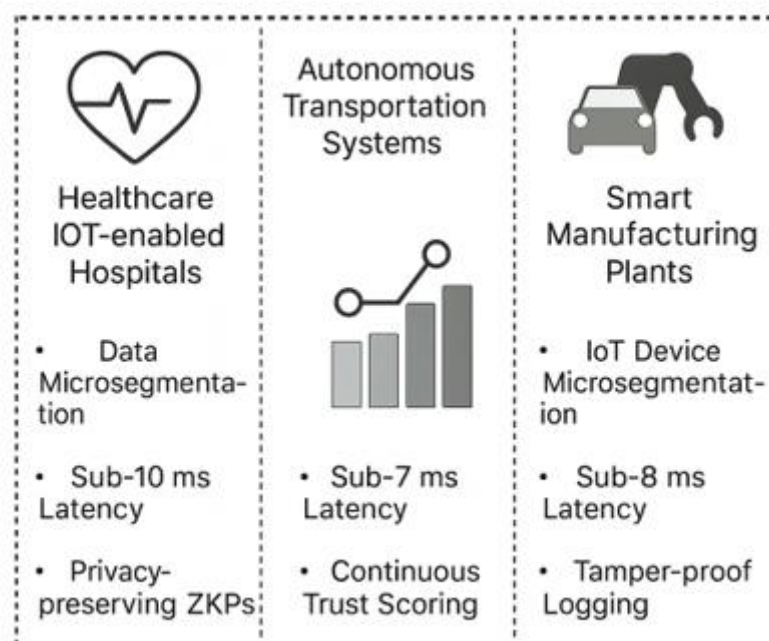 Healthcare
IOT-enabled
Hospitals
• Data
Microsegmenta-
tion
• Sub-10 ms
Latency
• Privacy-
preserving ZKPs
Autonomous
Transportation
Systems
• Sub-7 ms
Latency
• Continuous
Trust Scoring
Smart
Manufacturing
Plants
• IoT Device
Microsegmentat-
ion
• Sub-8 ms
Latency
• Tamper-proof
Logging